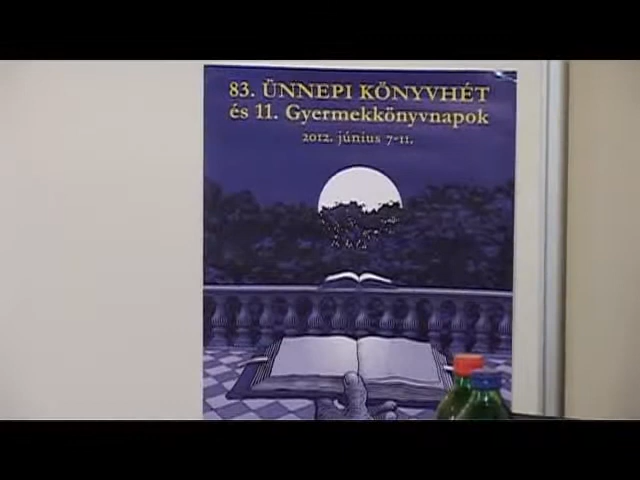 83. ÜNNEPI KÖNYVHÉT
és 11. Gyermekkönyvnapok
2012. június 7-11.